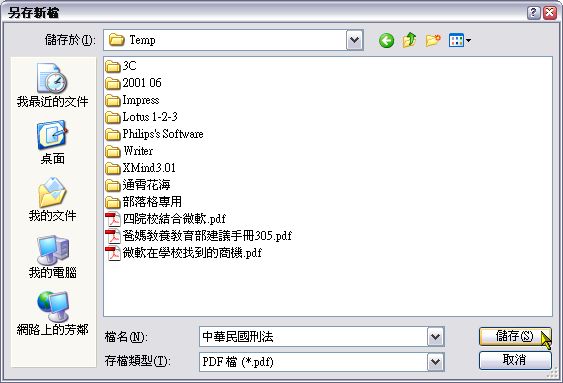 另存新檔
儲存於(I):
Temp
3C
2001 06
Impress
Lotus 1-2-3
Philips's Software
Writer
XMind3.01
通霄花海
部落格專用
四院校結合微軟.pdf
爸媽教養教育部建議手冊305.pdf
微軟在學校找到的商機.pdf
我最近的文件
桌面
我的文件
我的電腦
網路上的芳鄰
檔名(N):
中華民國刑法
儲存(S)
存檔類型(T):
PDF 檔 (*.pdf)
取消